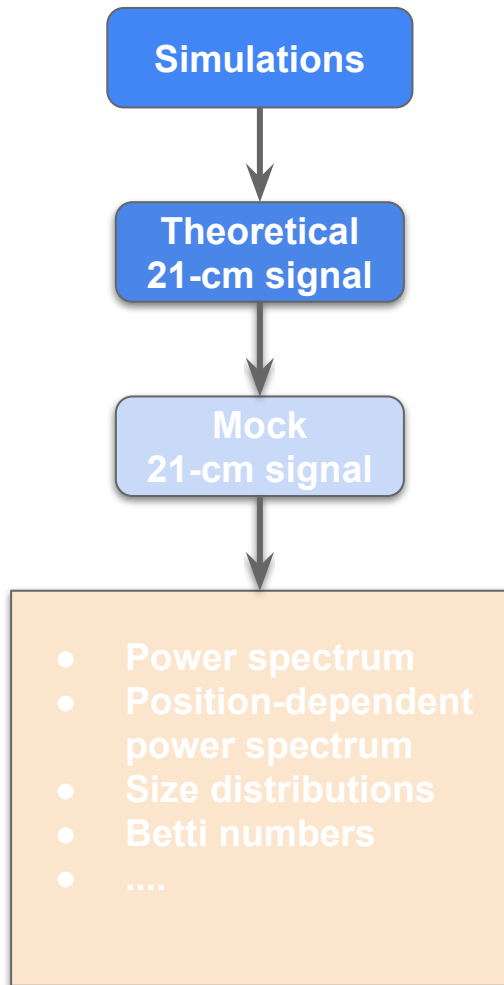 Simulations
Theoretical
21-cm signal
Mock
21-cm signal
● Power spectrum
● Position-dependent
power spectrum
● Size distributions
● Betti numbers
● ....